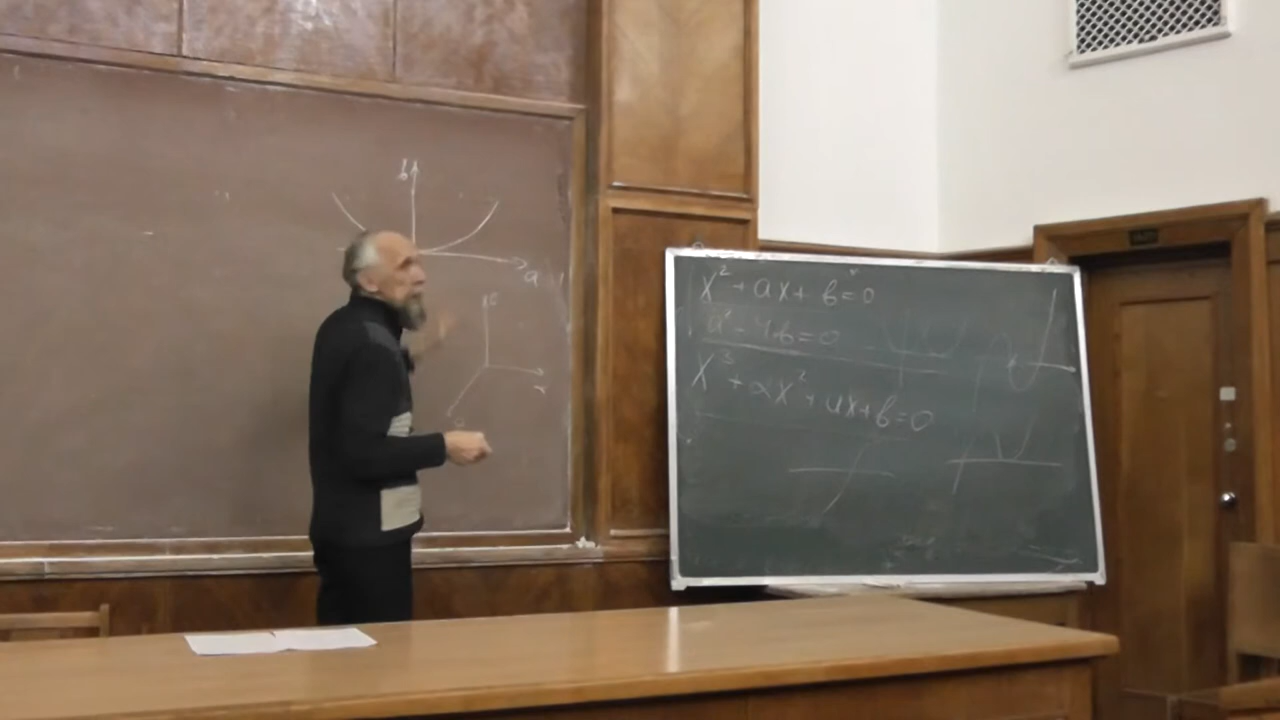 b
a
c
x² + ax + b = 0
a² - 4b = 0
x³ + αx² + ax + b = 0